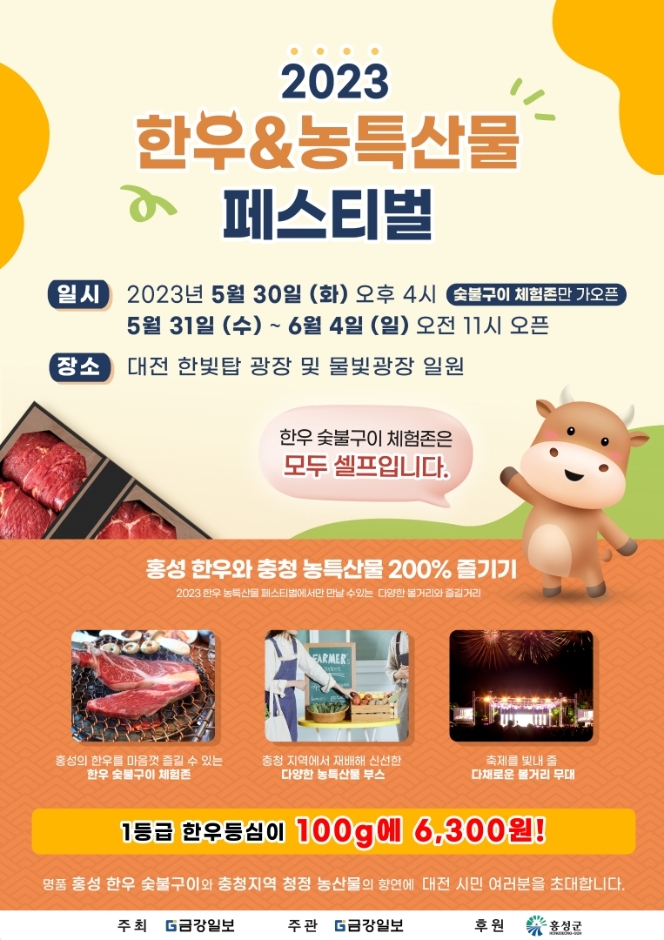 2023
한우&농특산물
페스티벌
일시 2023년 5월 30일 (화) 오후 4시 숯불구이 체험존만 가오픈
5월 31일 (수) ~ 6월 4일 (일) 오전 11시 오픈
장소 대전 한빛탑 광장 및 물빛광장 일원
한우 숯불구이 체험존은
모두 셀프입니다.
홍성 한우와 충청 농특산물 200% 즐기기
2023 한우 농특산물 페스티벌에서만 만날 수있는 다양한 볼거리와 즐길거리
FARMER
홍성의 한우를 마음껏 즐길 수 있는
한우 숯불구이 체험존
충청 지역에서 재배해 신선한
다양한 농특산물 부스
축제를 빛내 줄
다채로운 볼거리 무대
1등급 한우등심이 100g에 6,300원!
명품 홍성 한우 숯불구이와 충청지역 청정 농산물의 향연에 대전 시민 여러분을 초대합니다.
주최 금강일보 주관 금강일보 후원 홍성군
HONGSEONG-GUN